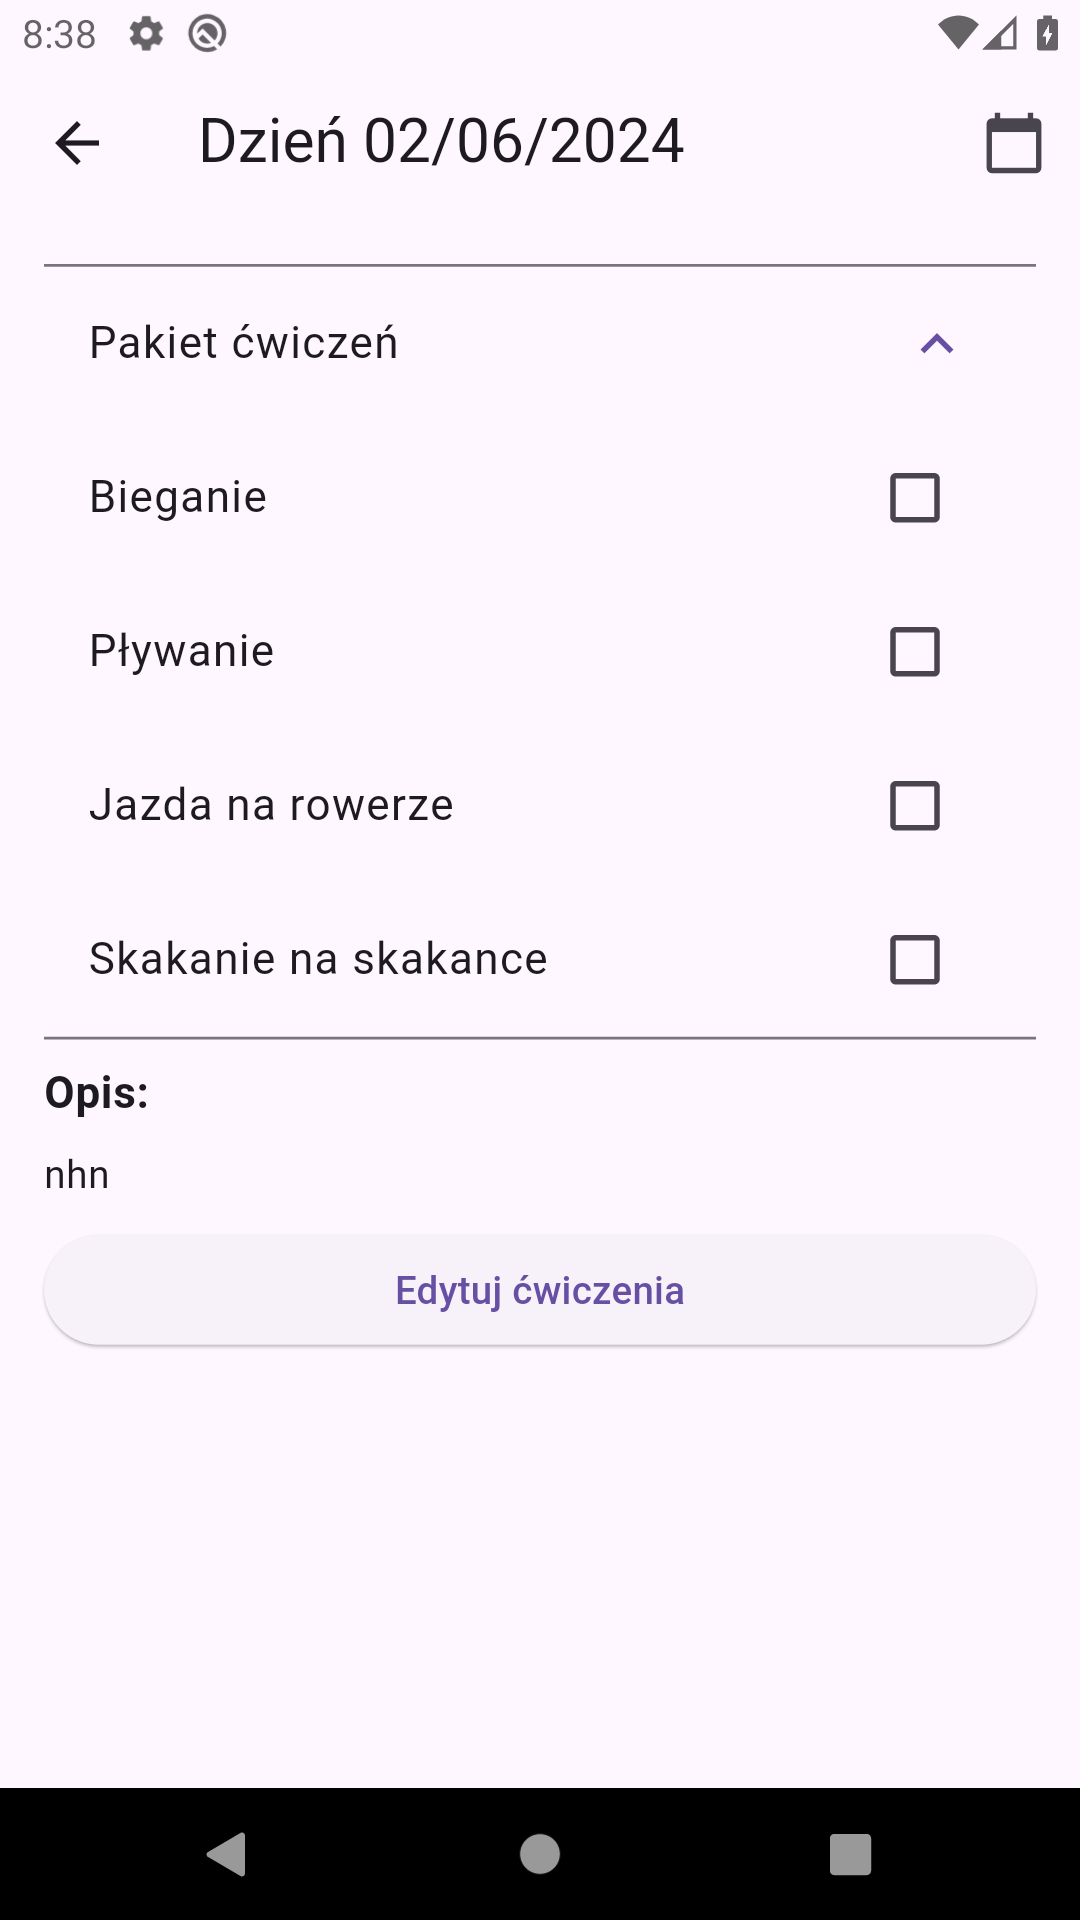 8:38
Dzień 02/06/2024
Pakiet ćwiczeń
Bieganie
Pływanie
Jazda na rowerze
Skakanie na skakance
Opis:
nhn
Edytuj ćwiczenia